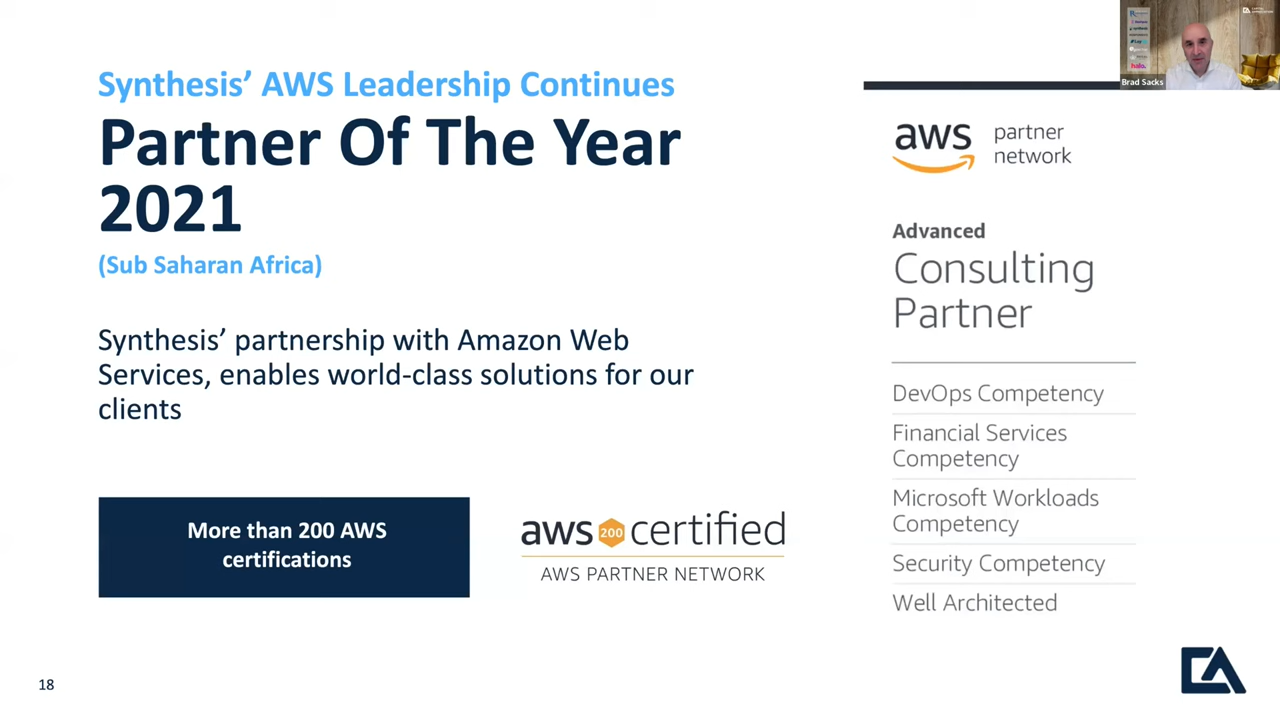 Synthesis’ AWS Leadership Continues
Partner Of The Year
2021
(Sub Saharan Africa)
Synthesis’ partnership with Amazon Web
Services, enables world-class solutions for our
clients
More than 200 AWS
certifications
aws 200 certified
AWS PARTNER NETWORK
aws partner
network
Advanced
Consulting
Partner
DevOps Competency
Financial Services
Competency
Microsoft Workloads
Competency
Security Competency
Well Architected
18
CA
Brad Sacks
halo.